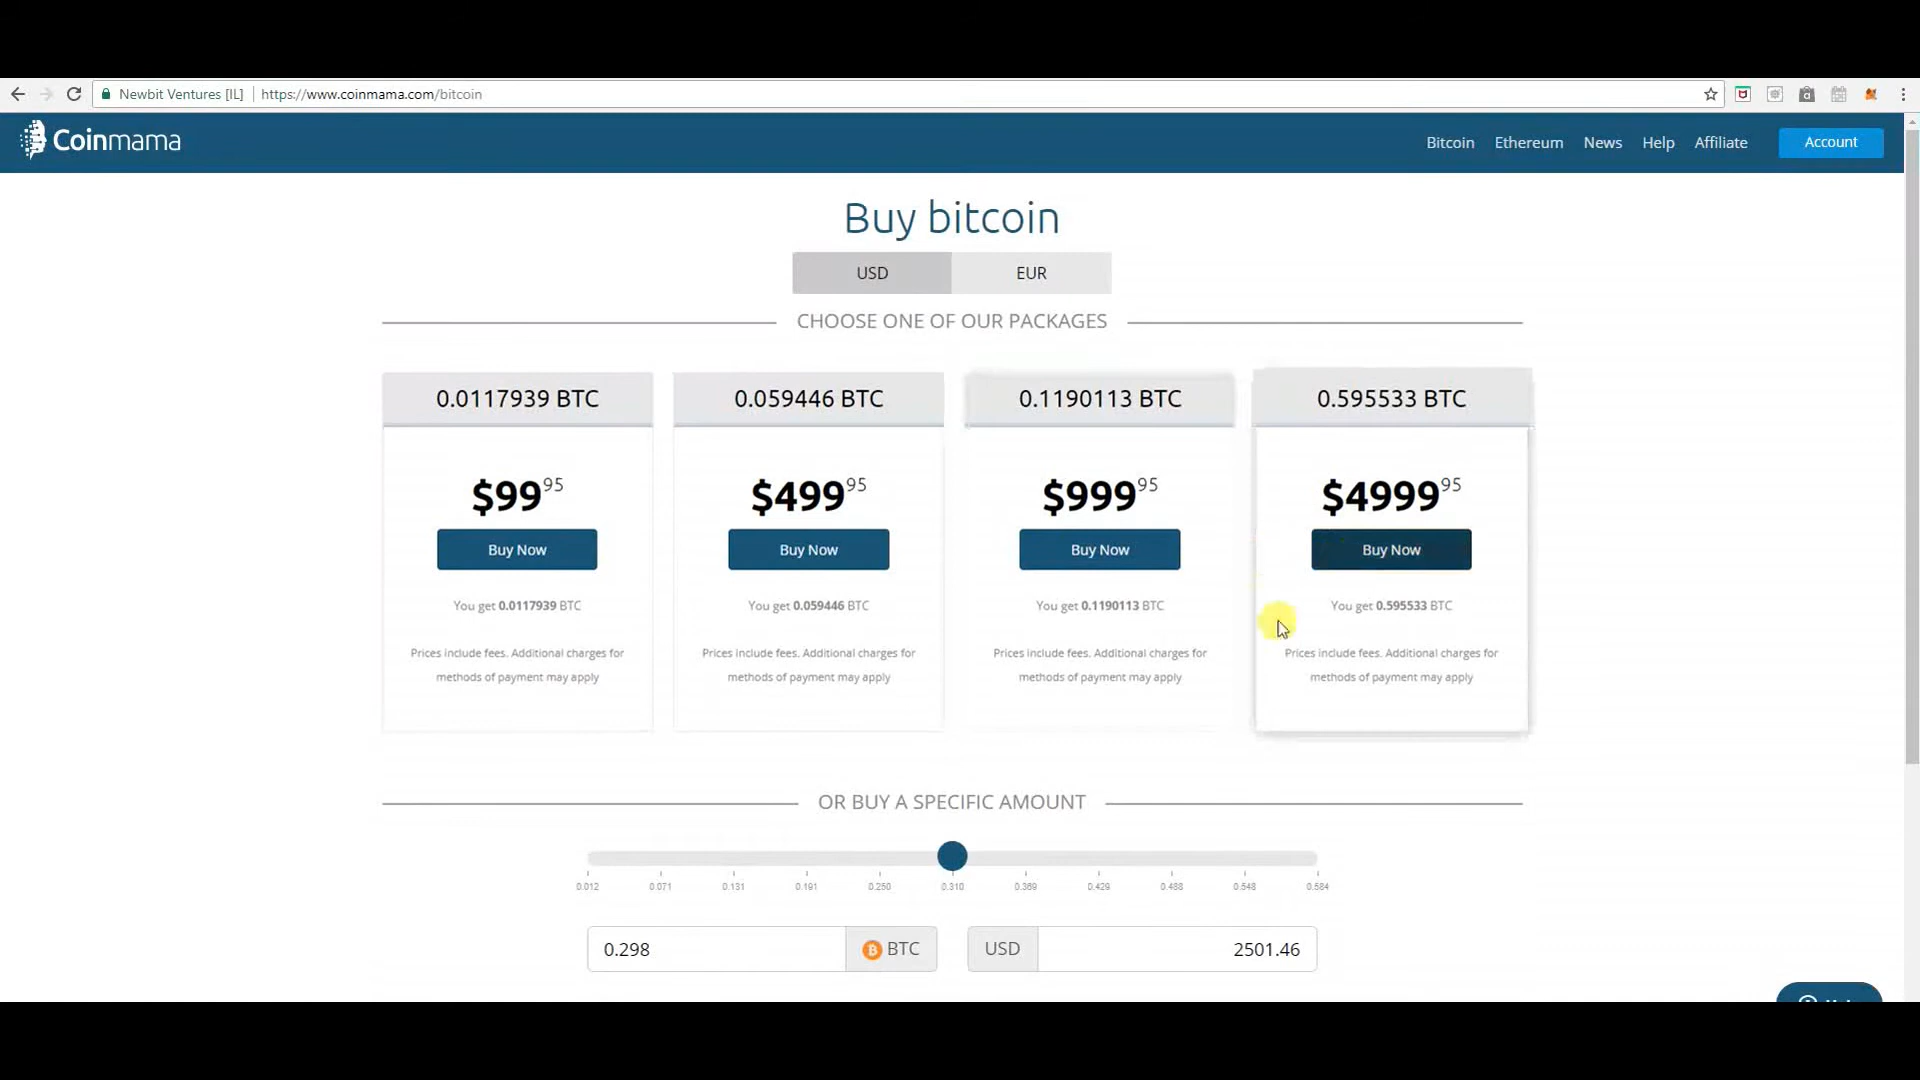 Newbit Ventures [IL] https://www.coinmama.com/bitcoin
Coinmama
Bitcoin Ethereum News Help Affiliate Account
Buy bitcoin
USD EUR
CHOOSE ONE OF OUR PACKAGES
0.0117939 BTC 0.059446 BTC 0.1190113 BTC 0.595533 BTC
$99 95 $499 95 $999 95 $4999 95
Buy Now Buy Now Buy Now Buy Now
You get 0.0117939 BTC You get 0.059446 BTC You get 0.1190113 BTC You get 0.595533 BTC
Prices include fees. Additional charges for Prices include fees. Additional charges for Prices include fees. Additional charges for Prices include fees. Additional charges for
methods of payment may apply methods of payment may apply methods of payment may apply methods of payment may apply
OR BUY A SPECIFIC AMOUNT
0.012 0.071 0.131 0.191 0.250 0.310 0.369 0.429 0.488 0.548 0.584
0.298 BTC USD 2501.46